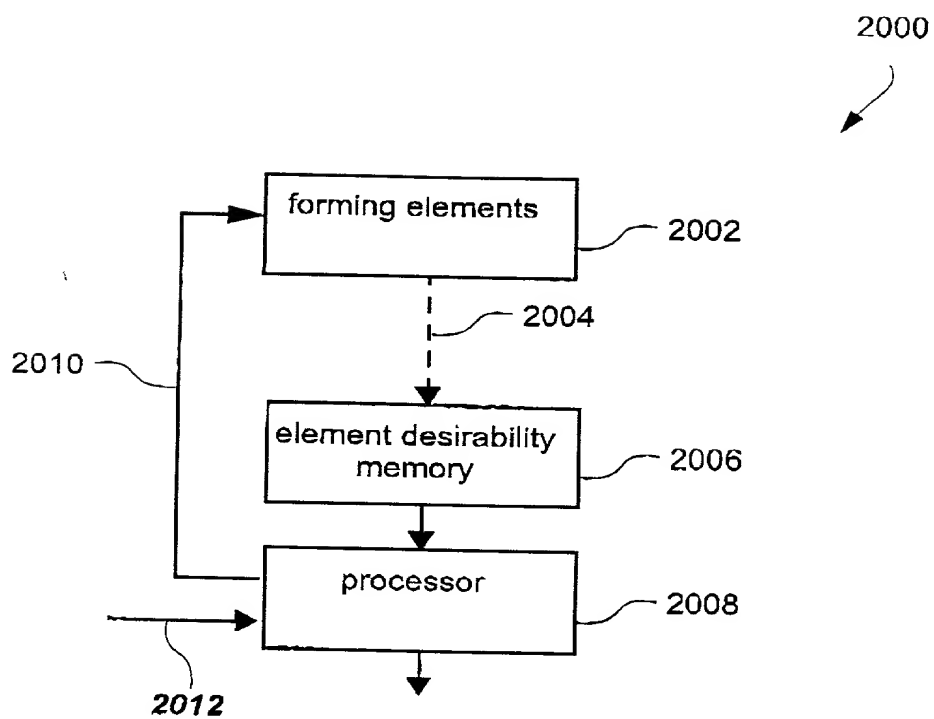 2000
forming elements
2002
2004
2010
element desirability
memory
2006
processor
2008
2012